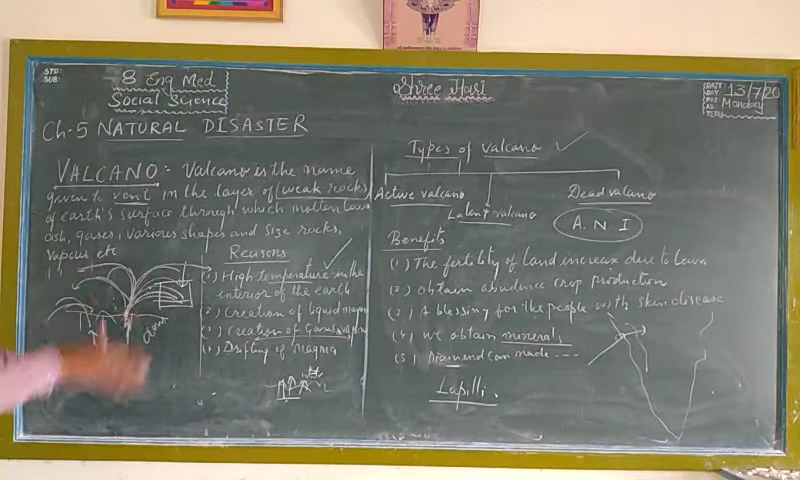 STD:
SUB:
8 Eng Med
Social Science
Shree Hari
DATE: 13/7/20
DAY: Monday
Ch-5 NATURAL DISASTER
VALCANO :- Valcano is the name
given to vent in the layer of weak rocks
of earth's surface through which molten lava
ash, gases, various shapes and size rocks,
vapour etc
Reasons
(1) High temperature in the
interior of the earth
(2) Creation of liquid magma
(3) Creation of Gases vapour
(4) Drifting of magma
Types of valcano
Active valcano
Latent valcano
Dead valcano
A. N I
Benefits
(1) The fertility of land increase due to Lava
(2) obtain abudence crop production
(3) A blessing for the people with skin disease
(4) we obtain minerals
(5) Diamend can made ---
Lapilli.